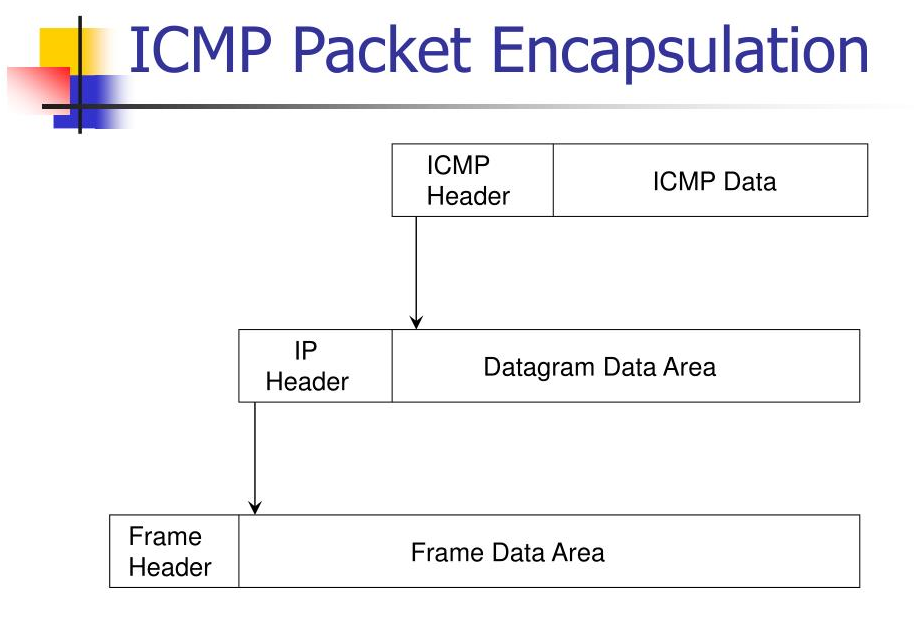 ICMP Packet Encapsulation
ICMP
Header
ICMP Data
IP
Header
Datagram Data Area
Frame
Header
Frame Data Area